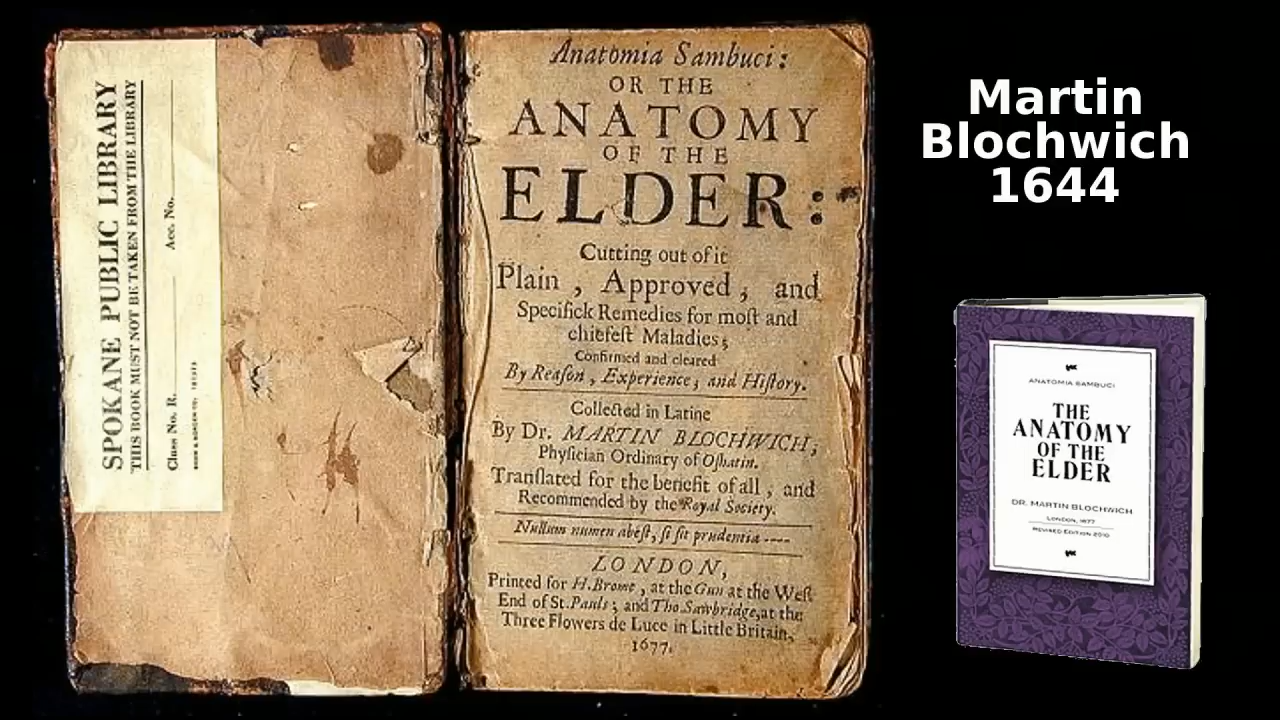 SPOKANE PUBLIC LIBRARY
THIS BOOK MUST NOT BE TAKEN FROM THE LIBRARY
Class No. R. Acc. No.
Anatomia Sambuci:
OR THE
ANATOMY
OF THE
ELDER:
Cutting out of it
Plain, Approved, and
Specifick Remedies for moſt and
chiefeſt Maladies;
Confirmed and cleared
By Reaſon, Experience, and Hiſtory.
Collected in Latine
By Dr. MARTIN BLOCHWICH,
Phyſician Ordinary of Oſhatin.
Tranſlated for the benefit of all, and
Recommended by the Royal Society.
Nullum numen abeſt, ſi ſit prudentia ----
LONDON,
Printed for H. Brome, at the Gun at the Weſt
End of St. Pauls; and Tho. Sawbridge, at the
Three Flowers de Luce in Little Britain,
1677.
Martin
Blochwich
1644
ANATOMIA SAMBUCI
THE
ANATOMY
OF THE
ELDER
DR. MARTIN BLOCHWICH
LONDON, 1677
REVISED EDITION 2010